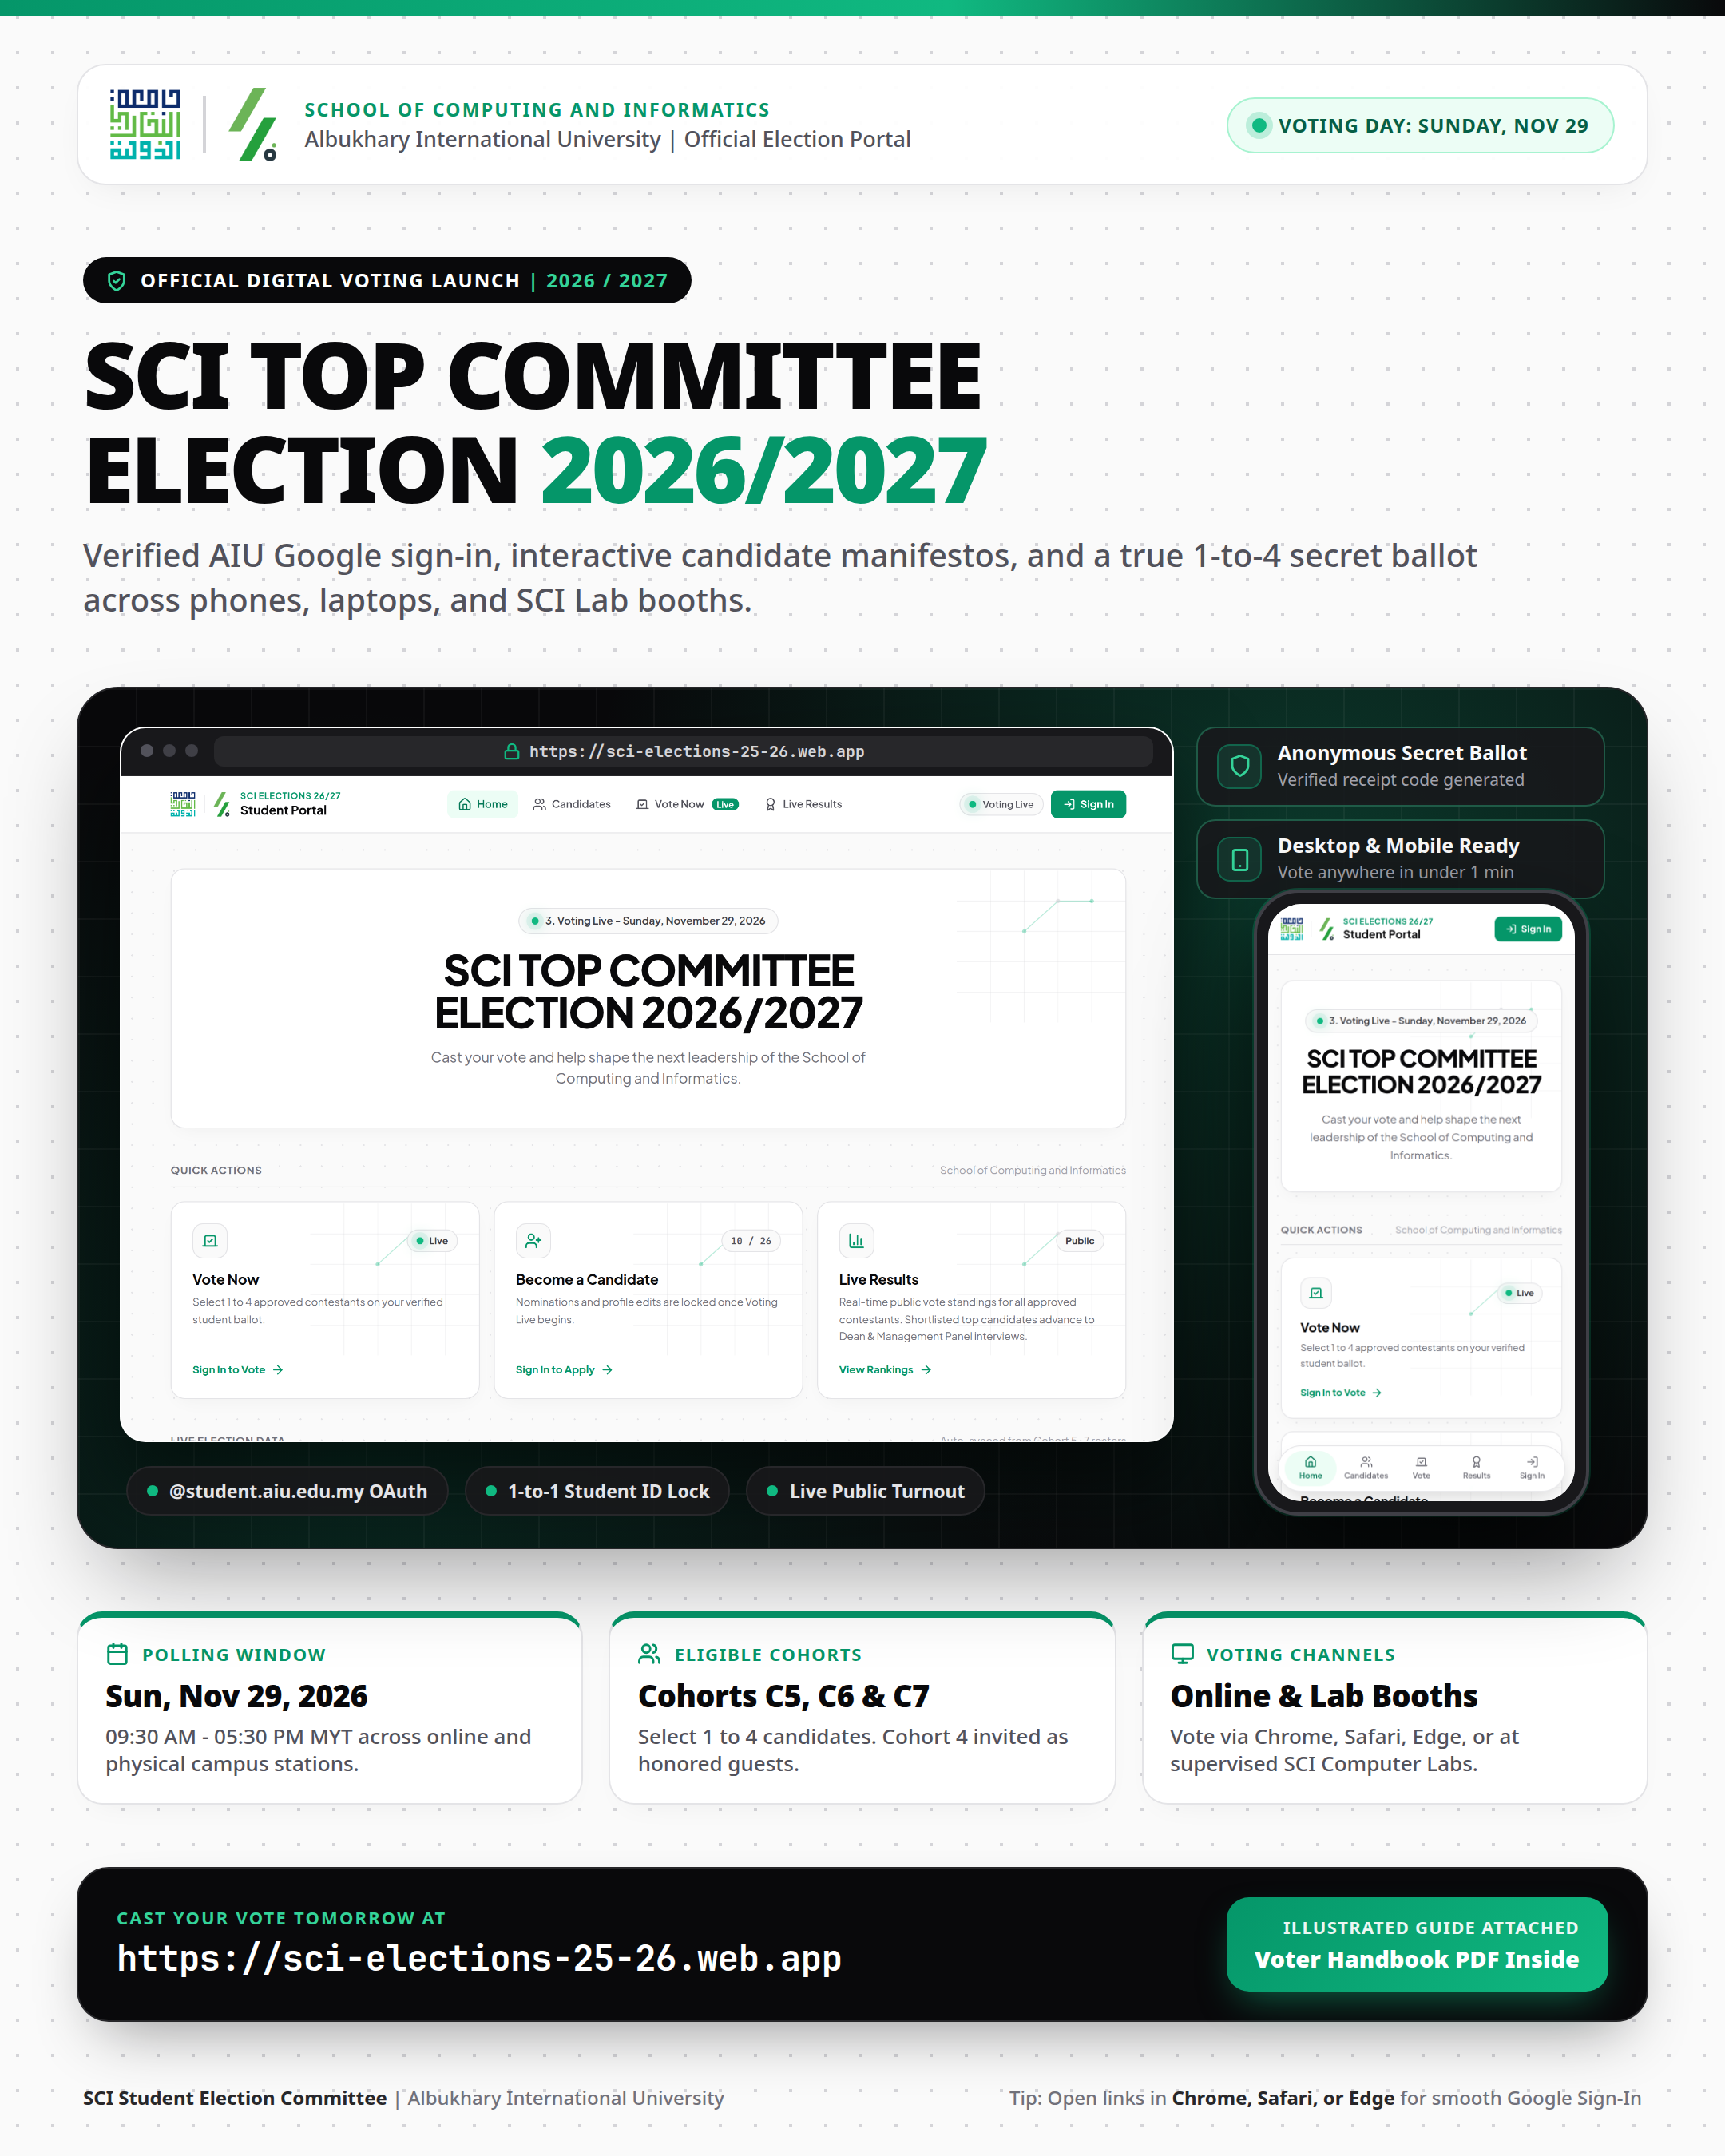 جامعة
البخاري
الدولية
SCHOOL OF COMPUTING AND INFORMATICS
Albukhary International University | Official Election Portal
VOTING DAY: SUNDAY, NOV 29
OFFICIAL DIGITAL VOTING LAUNCH | 2026 / 2027
SCI TOP COMMITTEE
ELECTION 2026/2027
Verified AIU Google sign-in, interactive candidate manifestos, and a true 1-to-4 secret ballot
across phones, laptops, and SCI Lab booths.
https://sci-elections-25-26.web.app
SCI ELECTIONS 26/27
Student Portal
Home
Candidates
Vote Now Live
Live Results
Voting Live
Sign In
3. Voting Live - Sunday, November 29, 2026
SCI TOP COMMITTEE
ELECTION 2026/2027
Cast your vote and help shape the next leadership of the School of
Computing and Informatics.
QUICK ACTIONS
School of Computing and Informatics
Live
Vote Now
Select 1 to 4 approved contestants on your verified
student ballot.
Sign In to Vote →
10 / 26
Become a Candidate
Nominations and profile edits are locked once Voting
Live begins.
Sign In to Apply →
Public
Live Results
Real-time public vote standings for all approved
contestants. Shortlisted top candidates advance to
Dean & Management Panel interviews.
View Rankings →
LIVE ELECTION DATA
Auto-synced from Cohort 5-7 rosters
Anonymous Secret Ballot
Verified receipt code generated
Desktop & Mobile Ready
Vote anywhere in under 1 min
SCI ELECTIONS 26/27
Student Portal
Sign In
3. Voting Live - Sunday, November 29, 2026
SCI TOP COMMITTEE
ELECTION 2026/2027
Cast your vote and help shape the next
leadership of the School of Computing and
Informatics.
QUICK ACTIONS
School of Computing and Informatics
Live
Vote Now
Select 1 to 4 approved contestants on your verified
student ballot.
Sign In to Vote →
Home
Candidates
Vote
Results
Sign In
Become a Candidate
@student.aiu.edu.my OAuth
1-to-1 Student ID Lock
Live Public Turnout
POLLING WINDOW
Sun, Nov 29, 2026
09:30 AM - 05:30 PM MYT across online and
physical campus stations.
ELIGIBLE COHORTS
Cohorts C5, C6 & C7
Select 1 to 4 candidates. Cohort 4 invited as
honored guests.
VOTING CHANNELS
Online & Lab Booths
Vote via Chrome, Safari, Edge, or at
supervised SCI Computer Labs.
CAST YOUR VOTE TOMORROW AT
https://sci-elections-25-26.web.app
ILLUSTRATED GUIDE ATTACHED
Voter Handbook PDF Inside
SCI Student Election Committee | Albukhary International University
Tip: Open links in Chrome, Safari, or Edge for smooth Google Sign-In